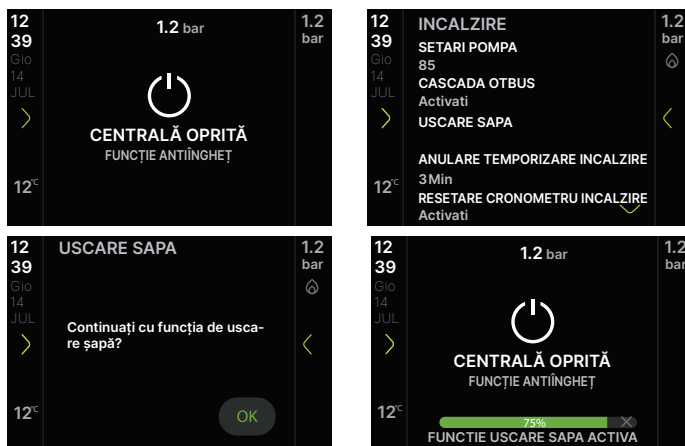 12
39
Gio
14
JUL
12°C
1.2 bar
CENTRALĂ OPRITĂ
FUNCȚIE ANTIÎNGHEȚ
1.2
bar
12
39
Gio
14
JUL
12°C
INCALZIRE
SETARI POMPA
85
CASCADA OTBUS
Activati
USCARE SAPA
ANULARE TEMPORIZARE INCALZIRE
3 Min
RESETARE CRONOMETRU INCALZIRE
Activati
1.2
bar
12
39
Gio
14
JUL
12°C
USCARE SAPA
Continuați cu funcția de usca-
re șapă?
OK
1.2
bar
12
39
Gio
14
JUL
12°C
1.2 bar
CENTRALĂ OPRITĂ
FUNCȚIE ANTIÎNGHEȚ
75%
FUNCTIE USCARE SAPA ACTIVA
1.2
bar